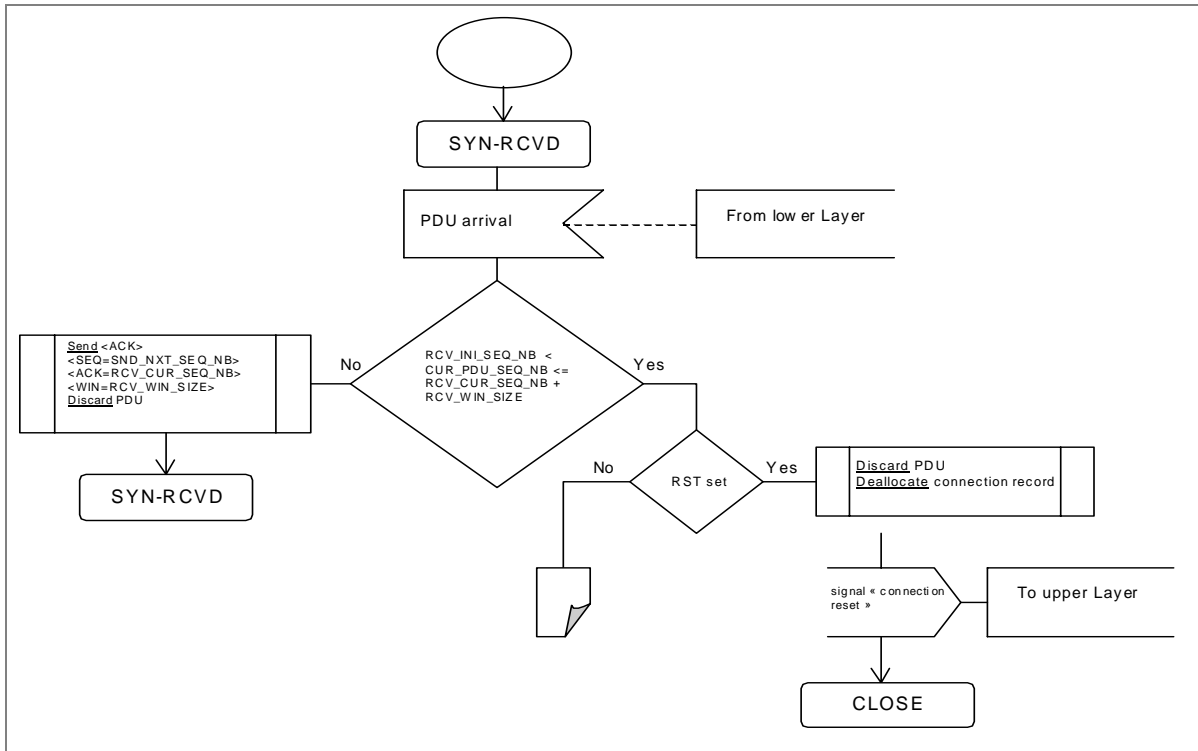 SYN-RCVD
PDU arrival
From lower Layer
RCV_INI_SEQ_NB <
CUR_PDU_SEQ_NB <=
RCV_CUR_SEQ_NB +
RCV_WIN_SIZE
No
Yes
Send <ACK>
<SEQ=SND_NXT_SEQ_NB>
<ACK=RCV_CUR_SEQ_NB>
<WIN=RCV_WIN_SIZE>
Discard PDU
SYN-RCVD
RST set
No
Yes
Discard PDU
Deallocate connection record
signal « connection
reset »
To upper Layer
CLOSE